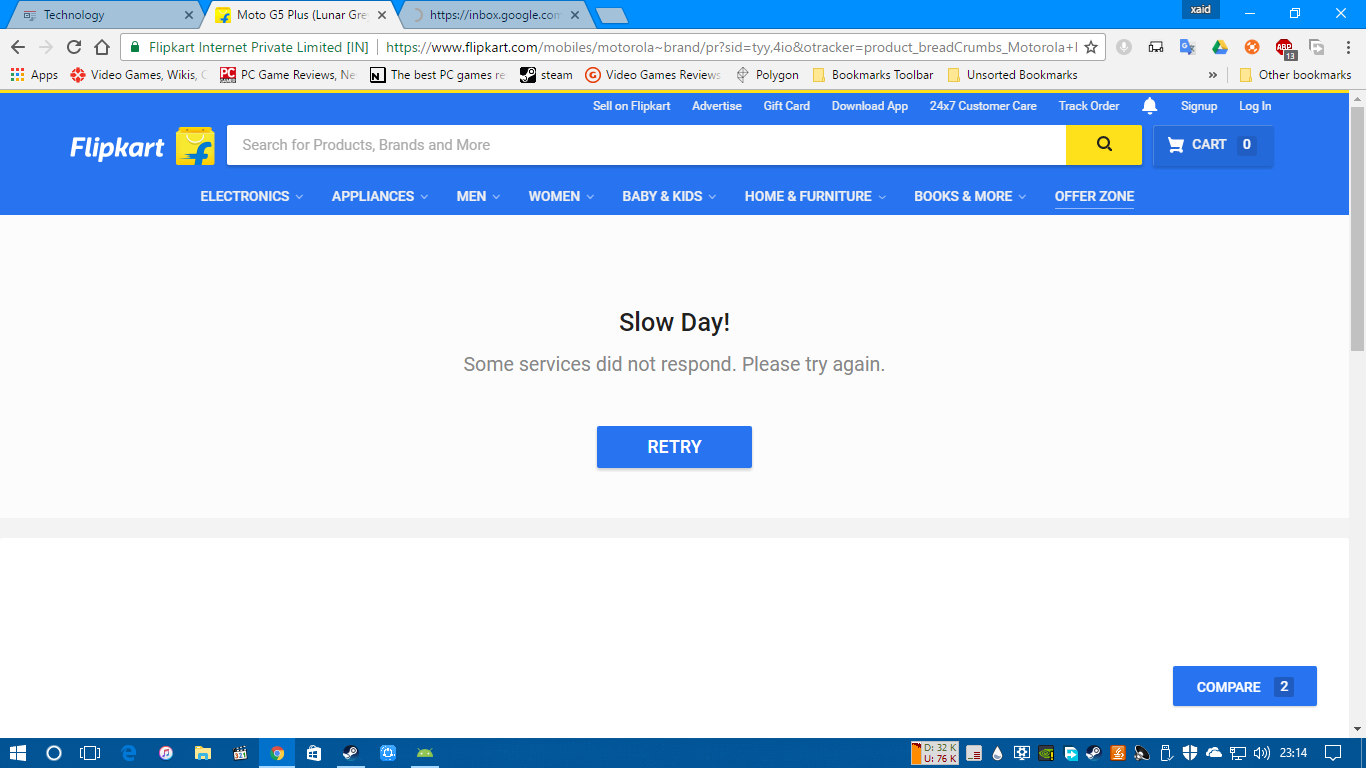 xaid
Technology
Moto G5 Plus (Lunar Gre
https://inbox.google.com
Flipkart Internet Private Limited [IN]
https://www.flipkart.com/mobiles/motorola~brand/pr?sid=tyy,4io&otracker=product_breadCrumbs_Motorola+
ABP
13
Apps
Video Games, Wikis,
PC Game Reviews, Ne
The best PC games re
steam
Video Games Reviews
Polygon
Bookmarks Toolbar
Unsorted Bookmarks
»
Other bookmarks
Sell on Flipkart
Advertise
Gift Card
Download App
24x7 Customer Care
Track Order
Signup
Log In
Flipkart
Search for Products, Brands and More
CART 0
ELECTRONICS
APPLIANCES
MEN
WOMEN
BABY & KIDS
HOME & FURNITURE
BOOKS & MORE
OFFER ZONE
Slow Day!
Some services did not respond. Please try again.
RETRY
COMPARE 2
D: 32 K
U: 76 K
23:14